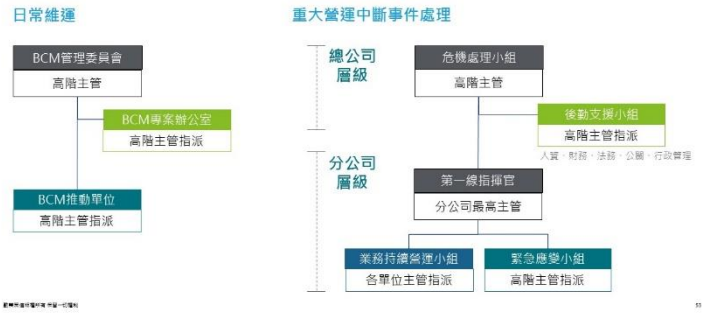 日常維運
BCM管理委員會
高階主管
BCM專案辦公室
高階主管指派
BCM推動單位
高階主管指派
重大營運中斷事件處理
總公司
層級
危機處理小組
高階主管
後勤支援小組
高階主管指派
人資、財務、法務、公關、行政管理
分公司
層級
第一線指揮官
分公司最高主管
業務持續營運小組
各單位主管指派
緊急應變小組
高階主管指派
53